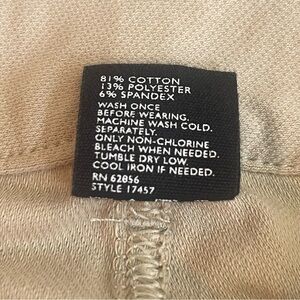 81% COTTON
13% POLYESTER
6% SPANDEX
WASH ONCE
BEFORE WEARING.
MACHINE WASH COLD.
SEPARATELY.
ONLY NON-CHLORINE
BLEACH WHEN NEEDED.
TUMBLE DRY LOW.
COOL IRON IF NEEDED.
RN 62856
STYLE 17457